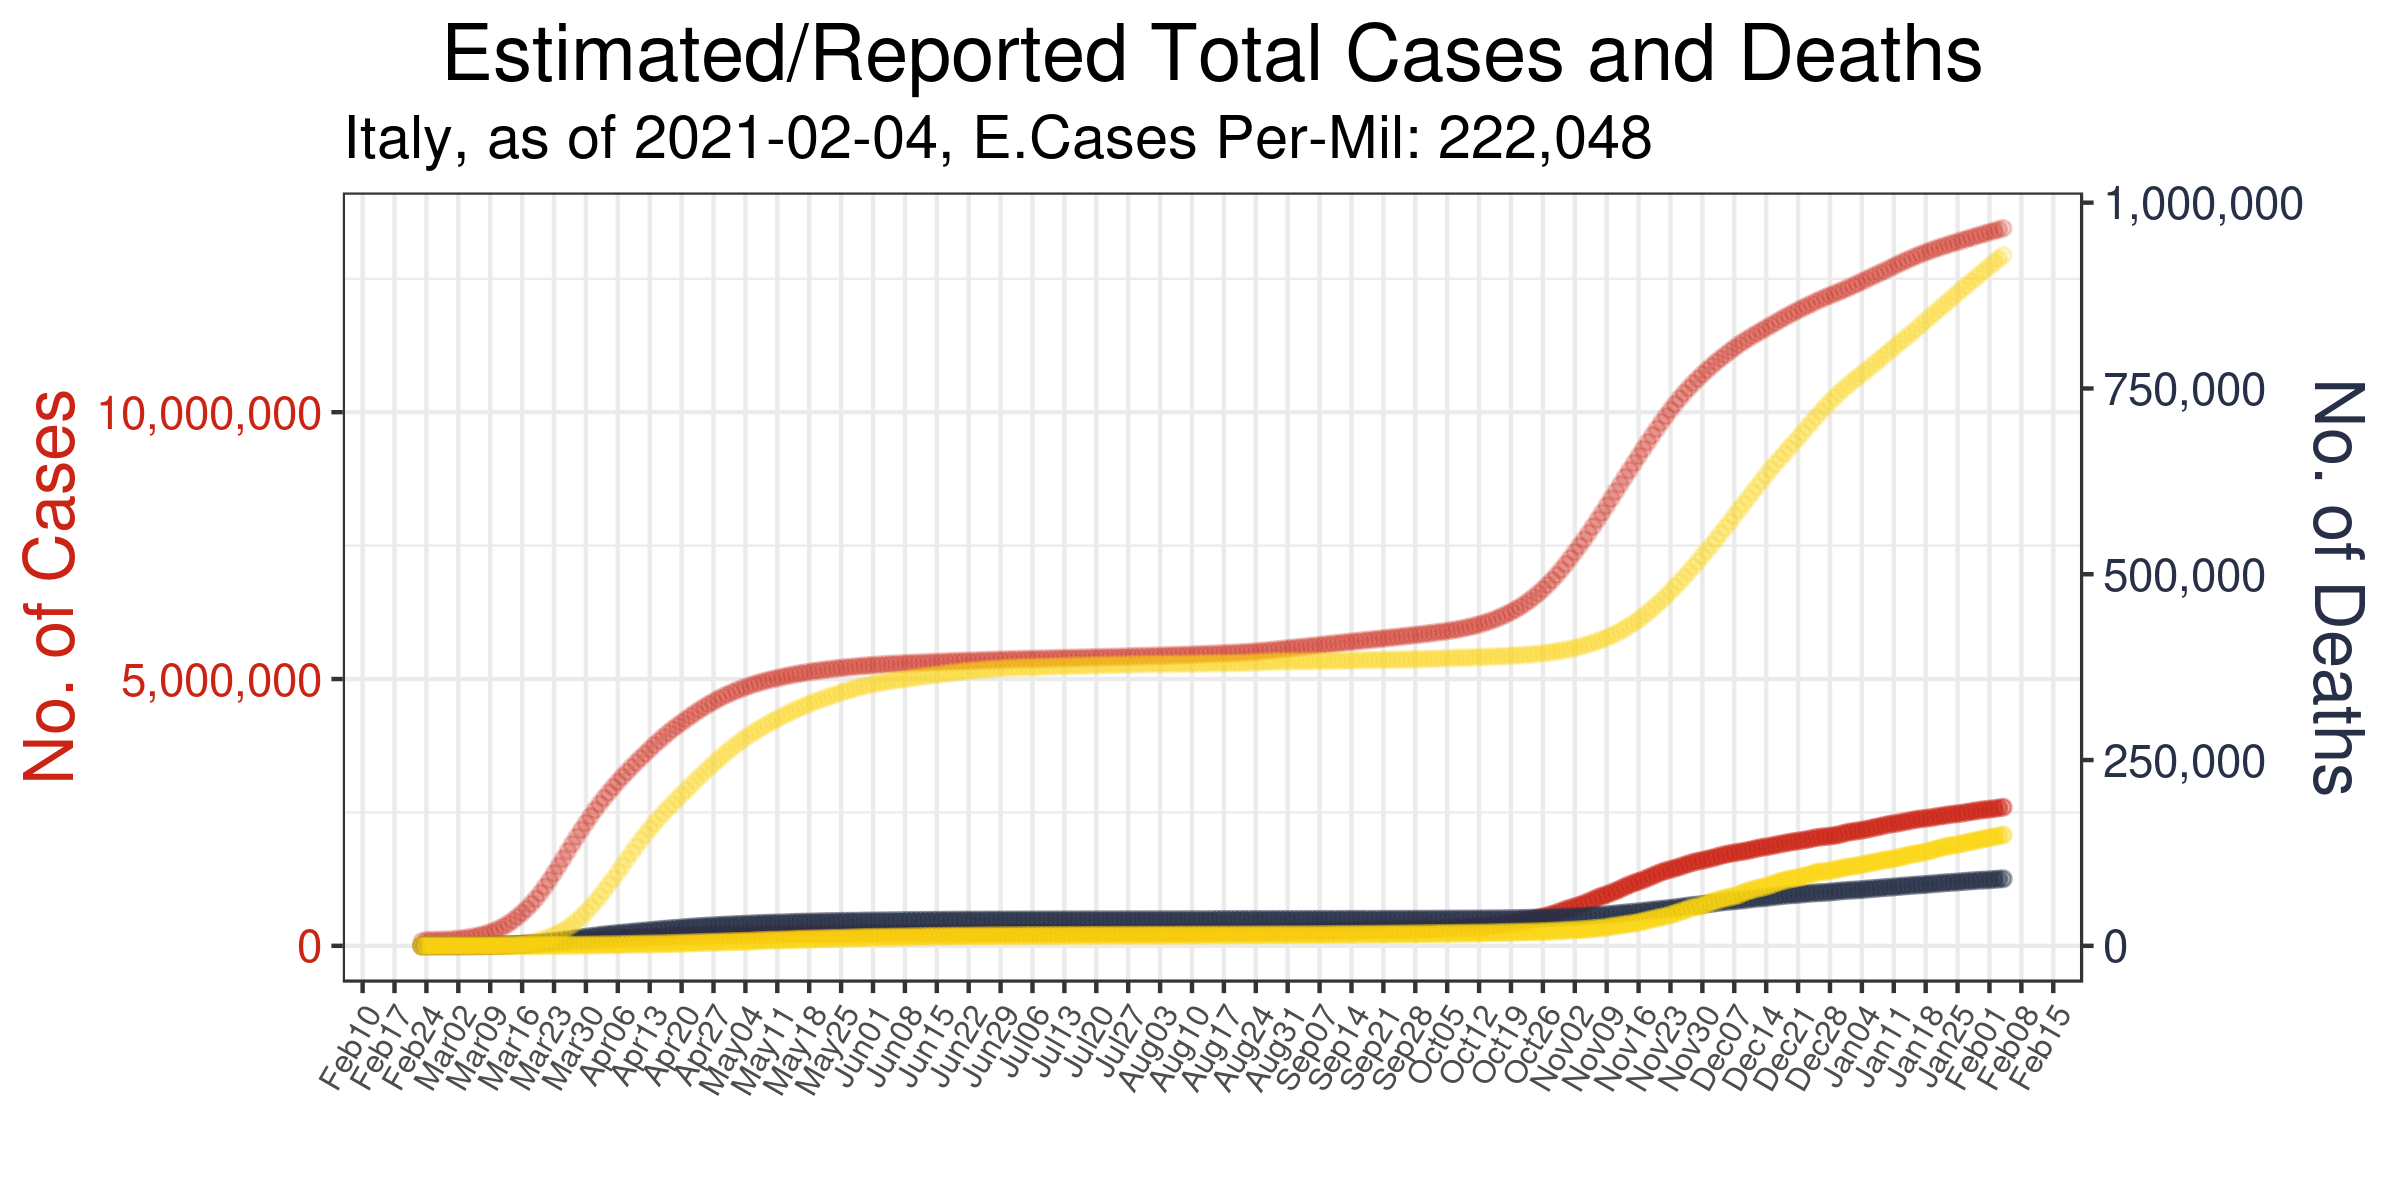 Estimated/Reported Total Cases and Deaths
Italy, as of 2021-02-04, E.Cases Per-Mil: 222,048
No. of Cases
10,000,000
5,000,000
0
1,000,000
750,000
500,000
250,000
0
No. of Deaths
Feb10
Feb17
Feb24
Mar02
Mar09
Mar16
Mar23
Mar30
Apr06
Apr13
Apr20
Apr27
May04
May11
May18
May25
Jun01
Jun08
Jun15
Jun22
Jun29
Jul06
Jul13
Jul20
Jul27
Aug03
Aug10
Aug17
Aug24
Aug31
Sep07
Sep14
Sep21
Sep28
Oct05
Oct12
Oct19
Oct26
Nov02
Nov09
Nov16
Nov23
Nov30
Dec07
Dec14
Dec21
Dec28
Jan04
Jan11
Jan18
Jan25
Feb01
Feb08
Feb15